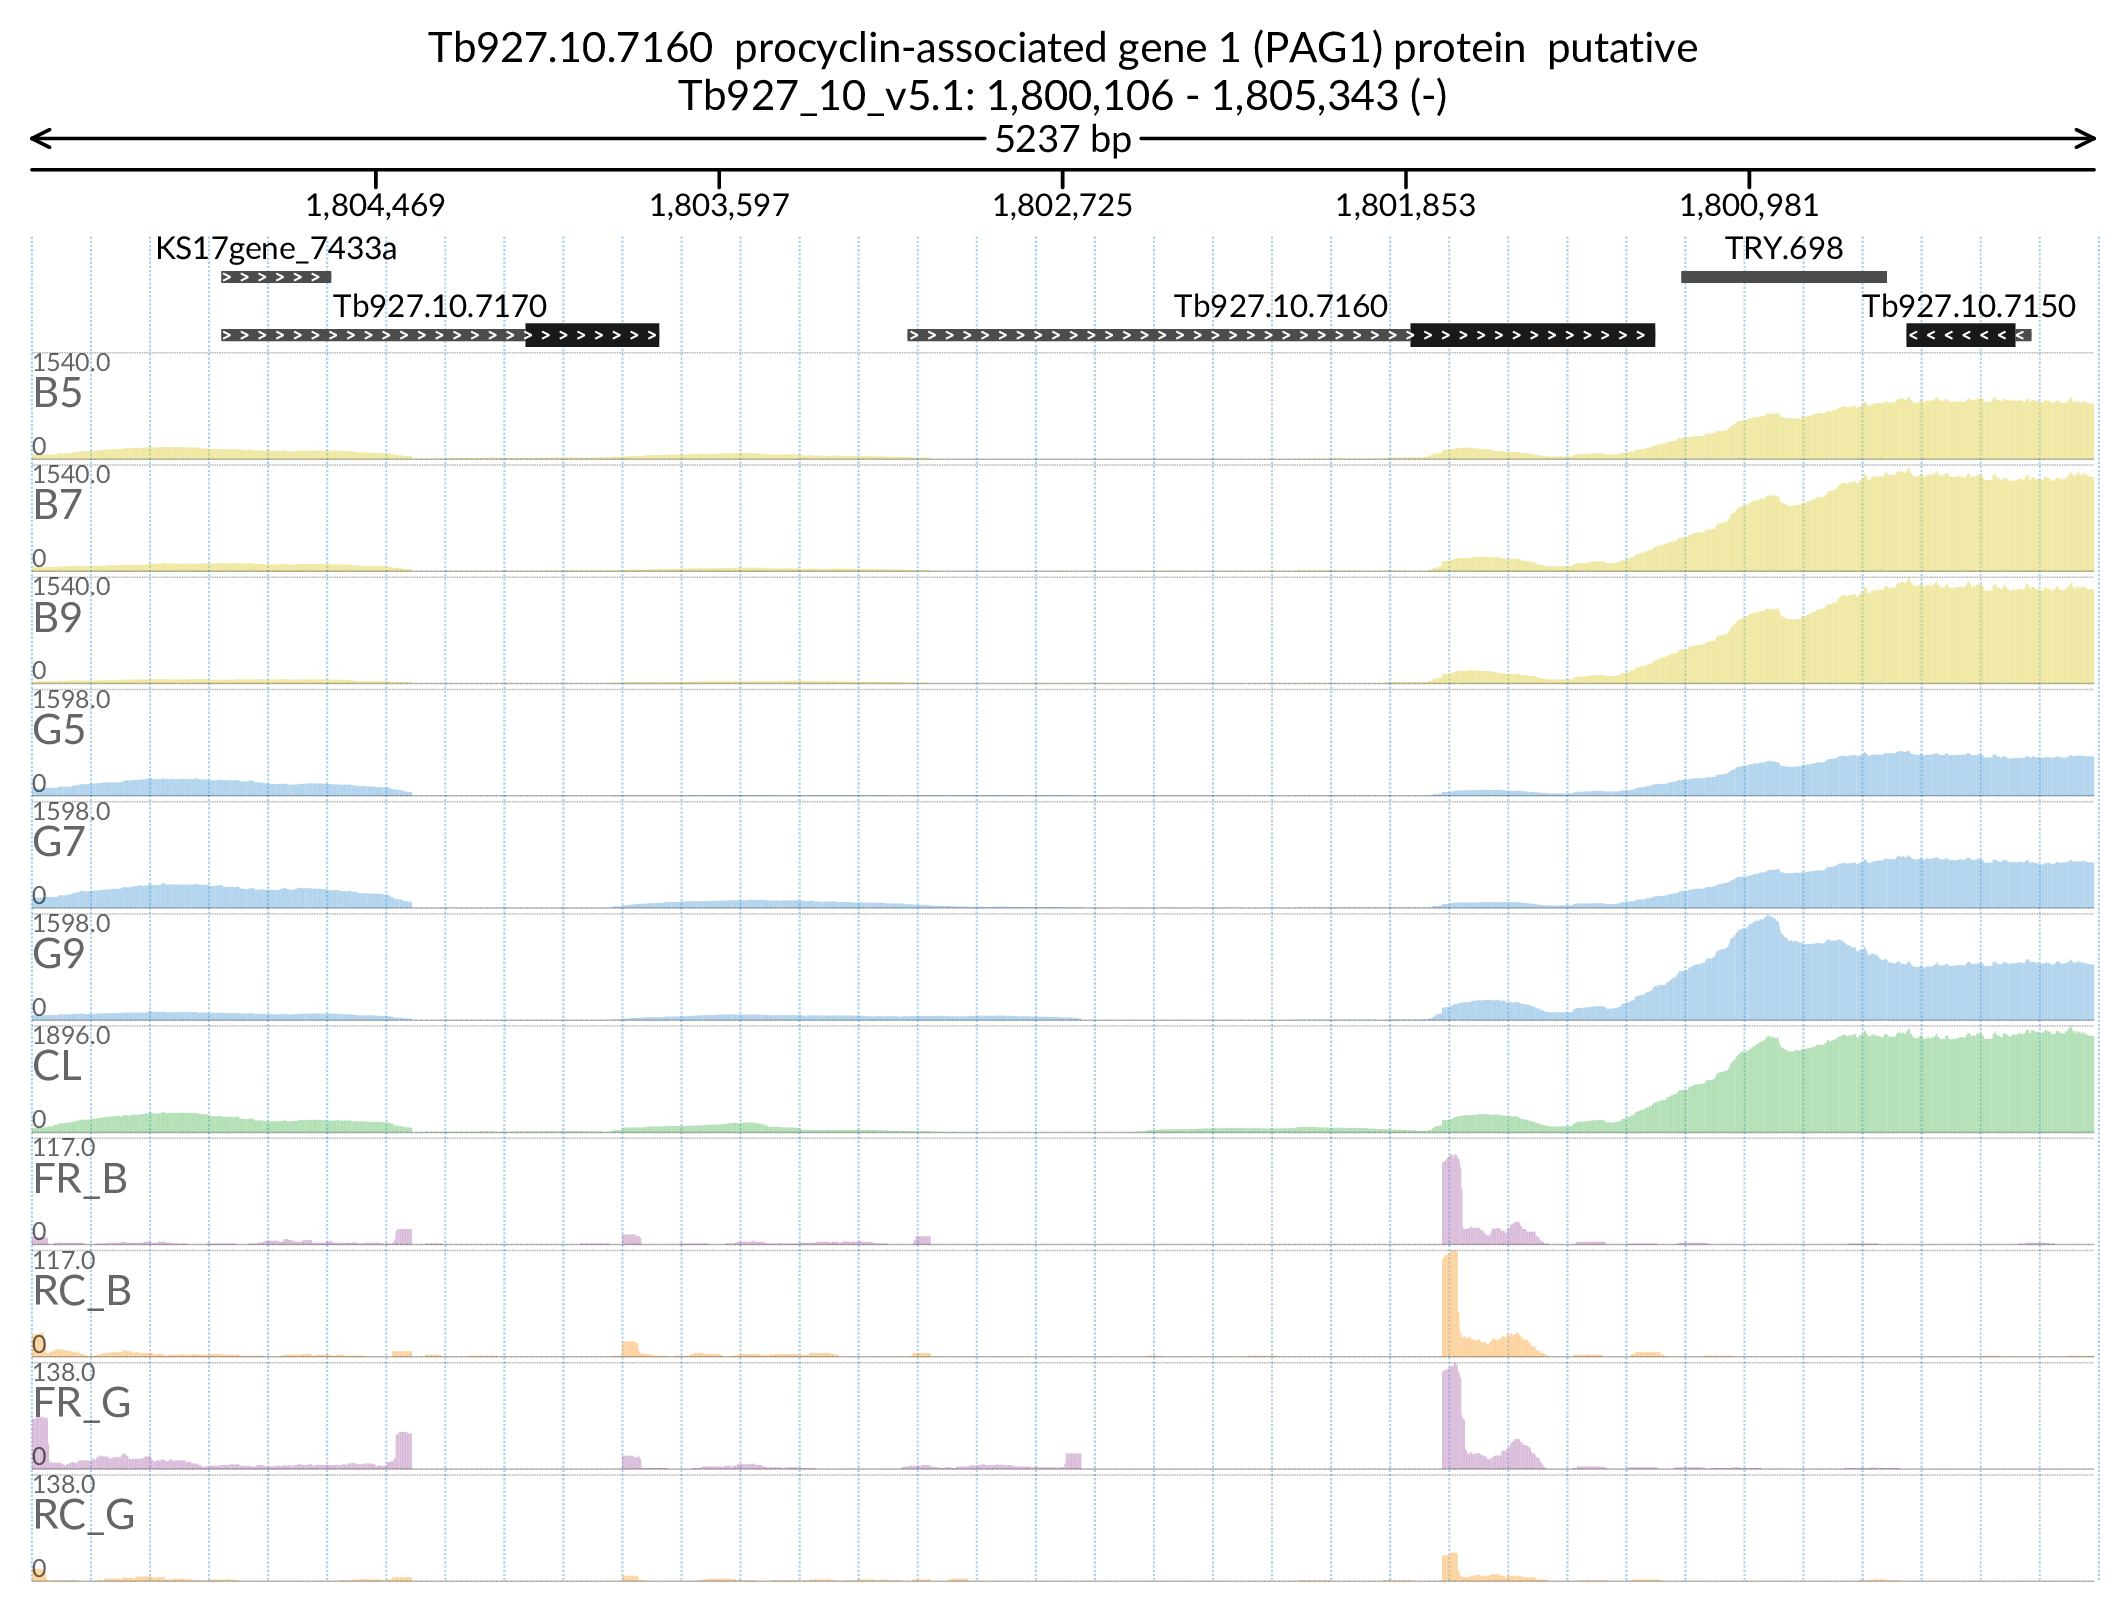 Tb927.10.7160  procyclin-associated gene 1 (PAG1) protein  putative
Tb927_10_v5.1: 1,800,106 - 1,805,343 (-)
5237 bp
1,804,469 1,803,597 1,802,725 1,801,853 1,800,981
KS17gene_7433a TRY.698
Tb927.10.7170 Tb927.10.7160 Tb927.10.7150
1540.0
B5
0
1540.0
B7
0
1540.0
B9
0
1598.0
G5
0
1598.0
G7
0
1598.0
G9
0
1896.0
CL
0
117.0
FR_B
0
117.0
RC_B
0
138.0
FR_G
0
138.0
RC_G
0